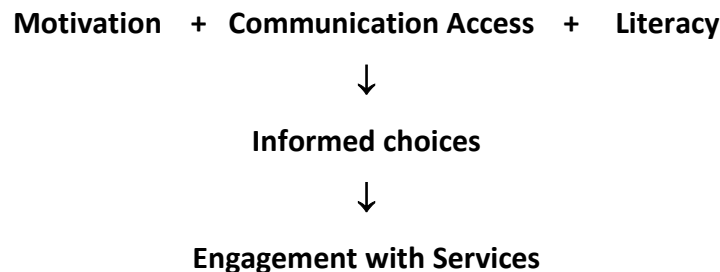 Motivation + Communication Access + Literacy
↓
Informed choices
↓
Engagement with Services